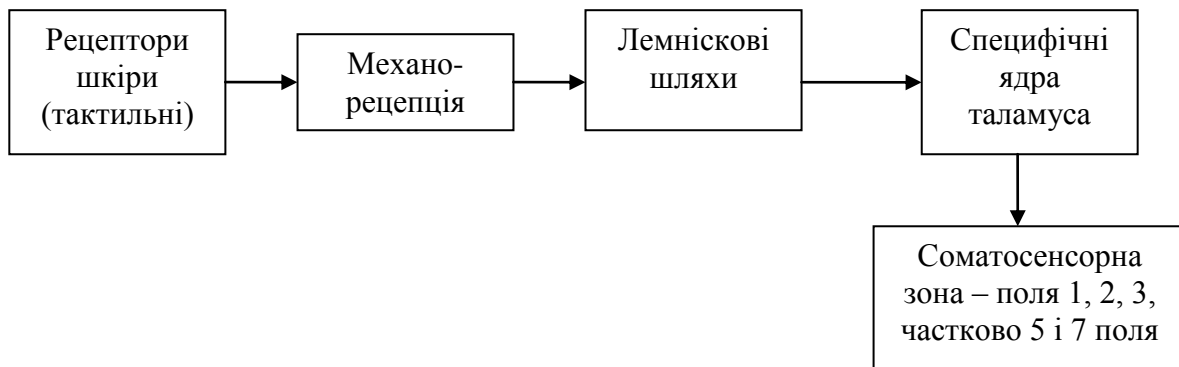 Рецептори
шкіри
(тактильні)
Механо-
рецепція
Лемніскові
шляхи
Специфічні
ядра
таламуса
Соматосенсорна
зона – поля 1, 2, 3,
частково 5 і 7 поля